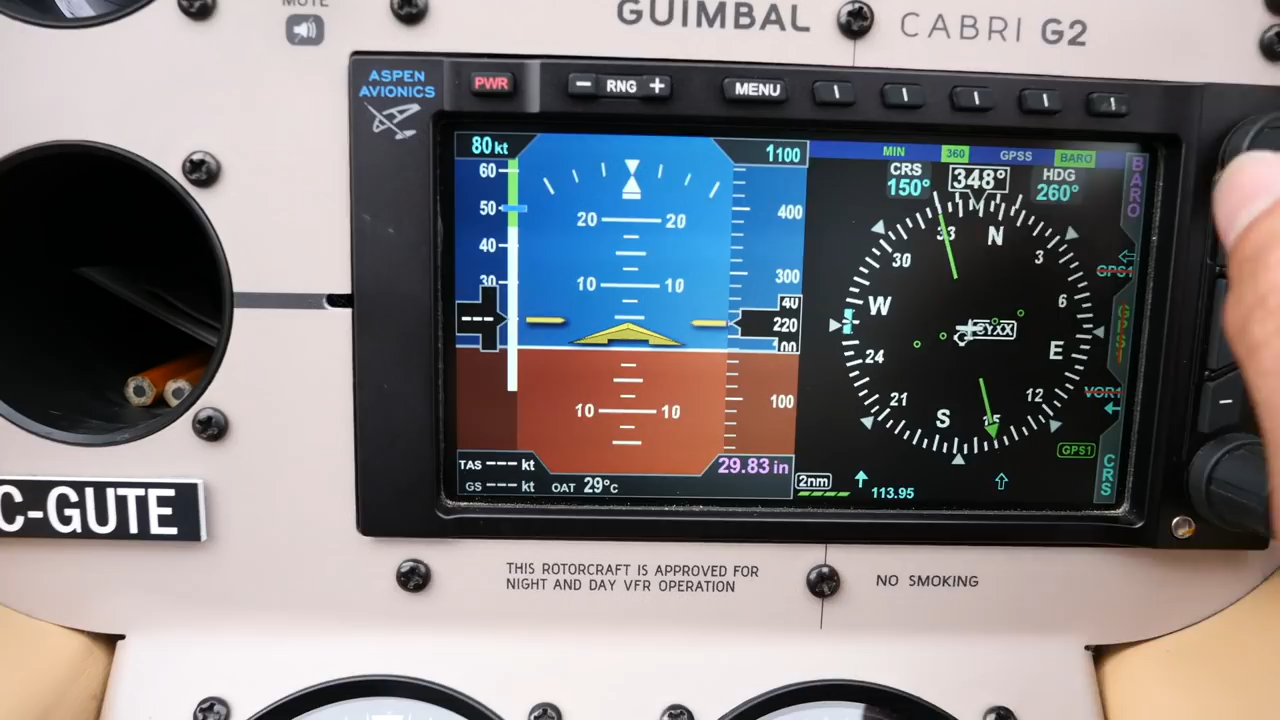 MUTE
GUIMBAL
CABRI G2
ASPEN
AVIONICS
PWR
− RNG +
MENU
80 kt
1100
MIN 360 GPSS BARO
CRS
150°
348°
HDG
260°
BARO
60
50
40
30
---
20 20
10 10
10 10
400
300
40
220
00
100
N
3
6
E
12
15
S
21
24
W
30
33
CYXX
GPS1
GPS1
VOR1
GPS1
CRS
TAS --- kt
GS --- kt
OAT 29°C
29.83 in
2nm
113.95
C-GUTE
THIS ROTORCRAFT IS APPROVED FOR
NIGHT AND DAY VFR OPERATION
NO SMOKING